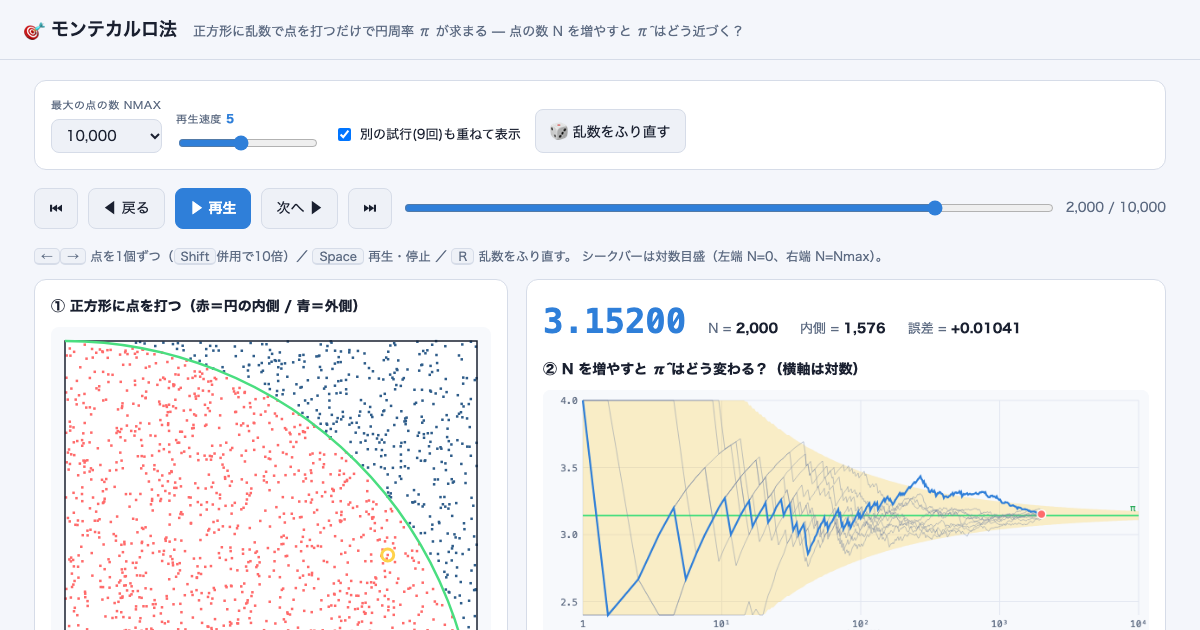 🎯 モンテカルロ法 正方形に乱数で点を打つだけで円周率 π が求まる — 点の数 N を増やすと π̂ はどう近づく？
最大の点の数 NMAX
10,000
再生速度 5
別の試行(9回)も重ねて表示
🎲 乱数をふり直す
⏮ ◀ 戻る ▶ 再生 次へ ▶ ⏭ 2,000 / 10,000
← → 点を1個ずつ（Shift併用で10倍）／ Space 再生・停止 ／ R 乱数をふり直す。 シークバーは対数目盛（左端 N=0、右端 N=Nmax）。
① 正方形に点を打つ（赤＝円の内側 / 青＝外側）
3.15200 N = 2,000 内側 = 1,576 誤差 = +0.01041
② N を増やすと π̂ はどう変わる？（横軸は対数）
4.0
3.5
π
3.0
2.5
1 10¹ 10² 10³ 10⁴